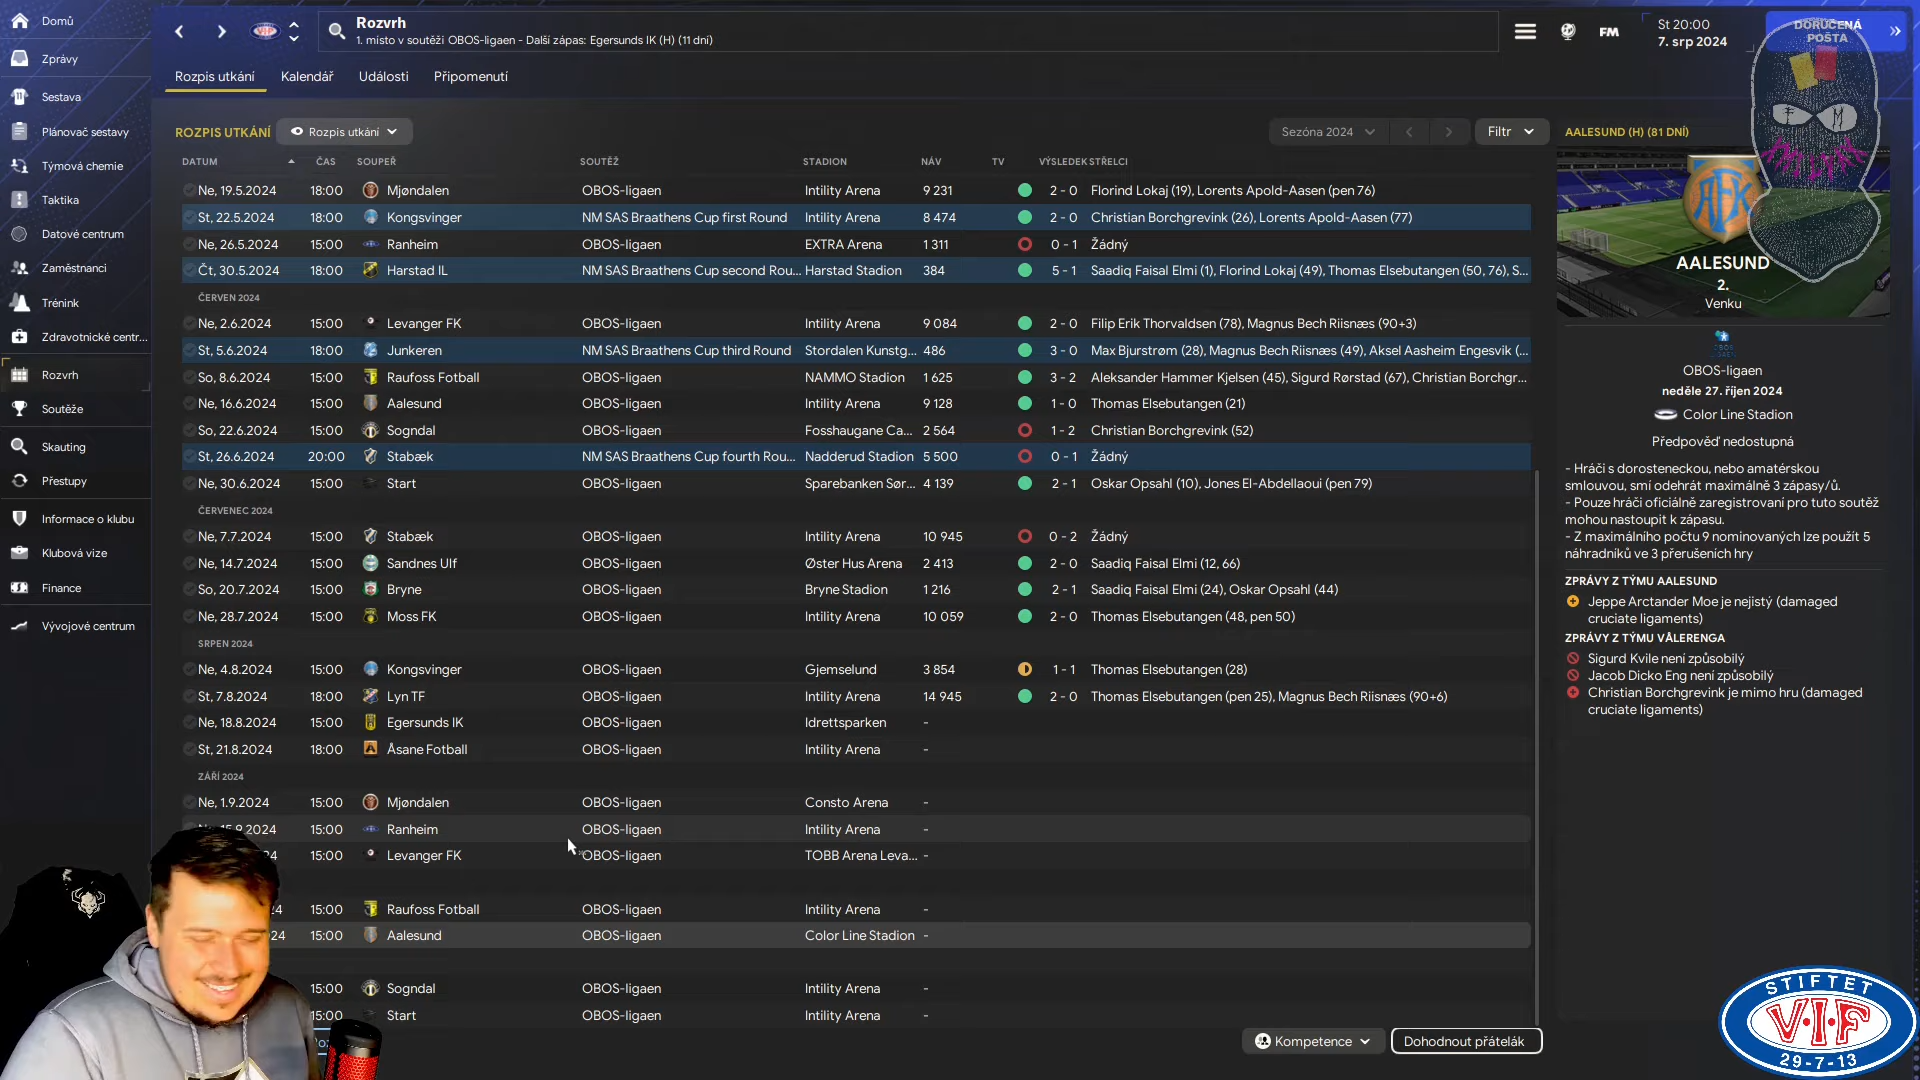 Domů
Zprávy
Sestava
Plánovač sestavy
Týmová chemie
Taktika
Datové centrum
Zaměstnanci
Trénink
Zdravotnické centr...
Rozvrh
Soutěže
Skauting
Přestupy
Informace o klubu
Klubová vize
Finance
Vývojové centrum
Rozvrh
1. místo v soutěži OBOS-ligaen - Další zápas: Egersunds IK (H) (11 dní)
FM
St 20:00
7. srp 2024
DORUČENÁ POŠTA
Rozpis utkání Kalendář Události Připomenutí
ROZPIS UTKÁNÍ Rozpis utkání
Sezóna 2024 Filtr
DATUM ČAS SOUPEŘ SOUTĚŽ STADION NÁV TV VÝSLEDEK STŘELCI
Ne, 19.5.2024 18:00 Mjøndalen OBOS-ligaen Intility Arena 9 231 2 - 0 Florind Lokaj (19), Lorents Apold-Aasen (pen 76)
St, 22.5.2024 18:00 Kongsvinger NM SAS Braathens Cup first Round Intility Arena 8 474 2 - 0 Christian Borchgrevink (26), Lorents Apold-Aasen (77)
Ne, 26.5.2024 15:00 Ranheim OBOS-ligaen EXTRA Arena 1 311 0 - 1 Žádný
Čt, 30.5.2024 18:00 Harstad IL NM SAS Braathens Cup second Rou... Harstad Stadion 384 5 - 1 Saadiq Faisal Elmi (1), Florind Lokaj (49), Thomas Elsebutangen (50, 76), S...
ČERVEN 2024
Ne, 2.6.2024 15:00 Levanger FK OBOS-ligaen Intility Arena 9 084 2 - 0 Filip Erik Thorvaldsen (78), Magnus Bech Riisnæs (90+3)
St, 5.6.2024 18:00 Junkeren NM SAS Braathens Cup third Round Stordalen Kunstg... 486 3 - 0 Max Bjurstrøm (28), Magnus Bech Riisnæs (49), Aksel Aasheim Engesvik (...
So, 8.6.2024 15:00 Raufoss Fotball OBOS-ligaen NAMMO Stadion 1 625 3 - 2 Aleksander Hammer Kjelsen (45), Sigurd Rørstad (67), Christian Borchgr...
Ne, 16.6.2024 15:00 Aalesund OBOS-ligaen Intility Arena 9 128 1 - 0 Thomas Elsebutangen (21)
So, 22.6.2024 15:00 Sogndal OBOS-ligaen Fosshaugane Ca... 2 564 1 - 2 Christian Borchgrevink (52)
St, 26.6.2024 20:00 Stabæk NM SAS Braathens Cup fourth Rou... Nadderud Stadion 5 500 0 - 1 Žádný
Ne, 30.6.2024 15:00 Start OBOS-ligaen Sparebanken Sør... 4 139 2 - 1 Oskar Opsahl (10), Jones El-Abdellaoui (pen 79)
ČERVENEC 2024
Ne, 7.7.2024 15:00 Stabæk OBOS-ligaen Intility Arena 10 945 0 - 2 Žádný
Ne, 14.7.2024 15:00 Sandnes Ulf OBOS-ligaen Øster Hus Arena 2 413 2 - 0 Saadiq Faisal Elmi (12, 66)
So, 20.7.2024 15:00 Bryne OBOS-ligaen Bryne Stadion 1 216 2 - 1 Saadiq Faisal Elmi (24), Oskar Opsahl (44)
Ne, 28.7.2024 15:00 Moss FK OBOS-ligaen Intility Arena 10 059 2 - 0 Thomas Elsebutangen (48, pen 50)
SRPEN 2024
Ne, 4.8.2024 15:00 Kongsvinger OBOS-ligaen Gjemselund 3 854 1 - 1 Thomas Elsebutangen (28)
St, 7.8.2024 18:00 Lyn TF OBOS-ligaen Intility Arena 14 945 2 - 0 Thomas Elsebutangen (pen 25), Magnus Bech Riisnæs (90+6)
Ne, 18.8.2024 15:00 Egersunds IK OBOS-ligaen Idrettsparken -
St, 21.8.2024 18:00 Åsane Fotball OBOS-ligaen Intility Arena -
ZÁŘÍ 2024
Ne, 1.9.2024 15:00 Mjøndalen OBOS-ligaen Consto Arena -
15:00 Ranheim OBOS-ligaen Intility Arena -
15:00 Levanger FK OBOS-ligaen TOBB Arena Leva... -
15:00 Raufoss Fotball OBOS-ligaen Intility Arena -
15:00 Aalesund OBOS-ligaen Color Line Stadion -
15:00 Sogndal OBOS-ligaen Intility Arena -
15:00 Start OBOS-ligaen Intility Arena -
Kompetence Dohodnout přátelák
AALESUND (H) (81 DNÍ)
AFK
AALESUND
2.
Venku
OBOS-ligaen
neděle 27. říjen 2024
Color Line Stadion
Předpověď nedostupná
- Hráči s dorosteneckou, nebo amatérskou
smlouvou, smí odehrát maximálně 3 zápasy/ů.
- Pouze hráči oficiálně zaregistrovaní pro tuto soutěž
mohou nastoupit k zápasu.
- Z maximálního počtu 9 nominovaných lze použít 5
náhradníků ve 3 přerušeních hry
ZPRÁVY Z TÝMU AALESUND
Jeppe Arctander Moe je nejistý (damaged
cruciate ligaments)
ZPRÁVY Z TÝMU VÅLERENGA
Sigurd Kvile není způsobilý
Jacob Dicko Eng není způsobilý
Christian Borchgrevink je mimo hru (damaged
cruciate ligaments)
STIFTET
V·I·F
29-7-13